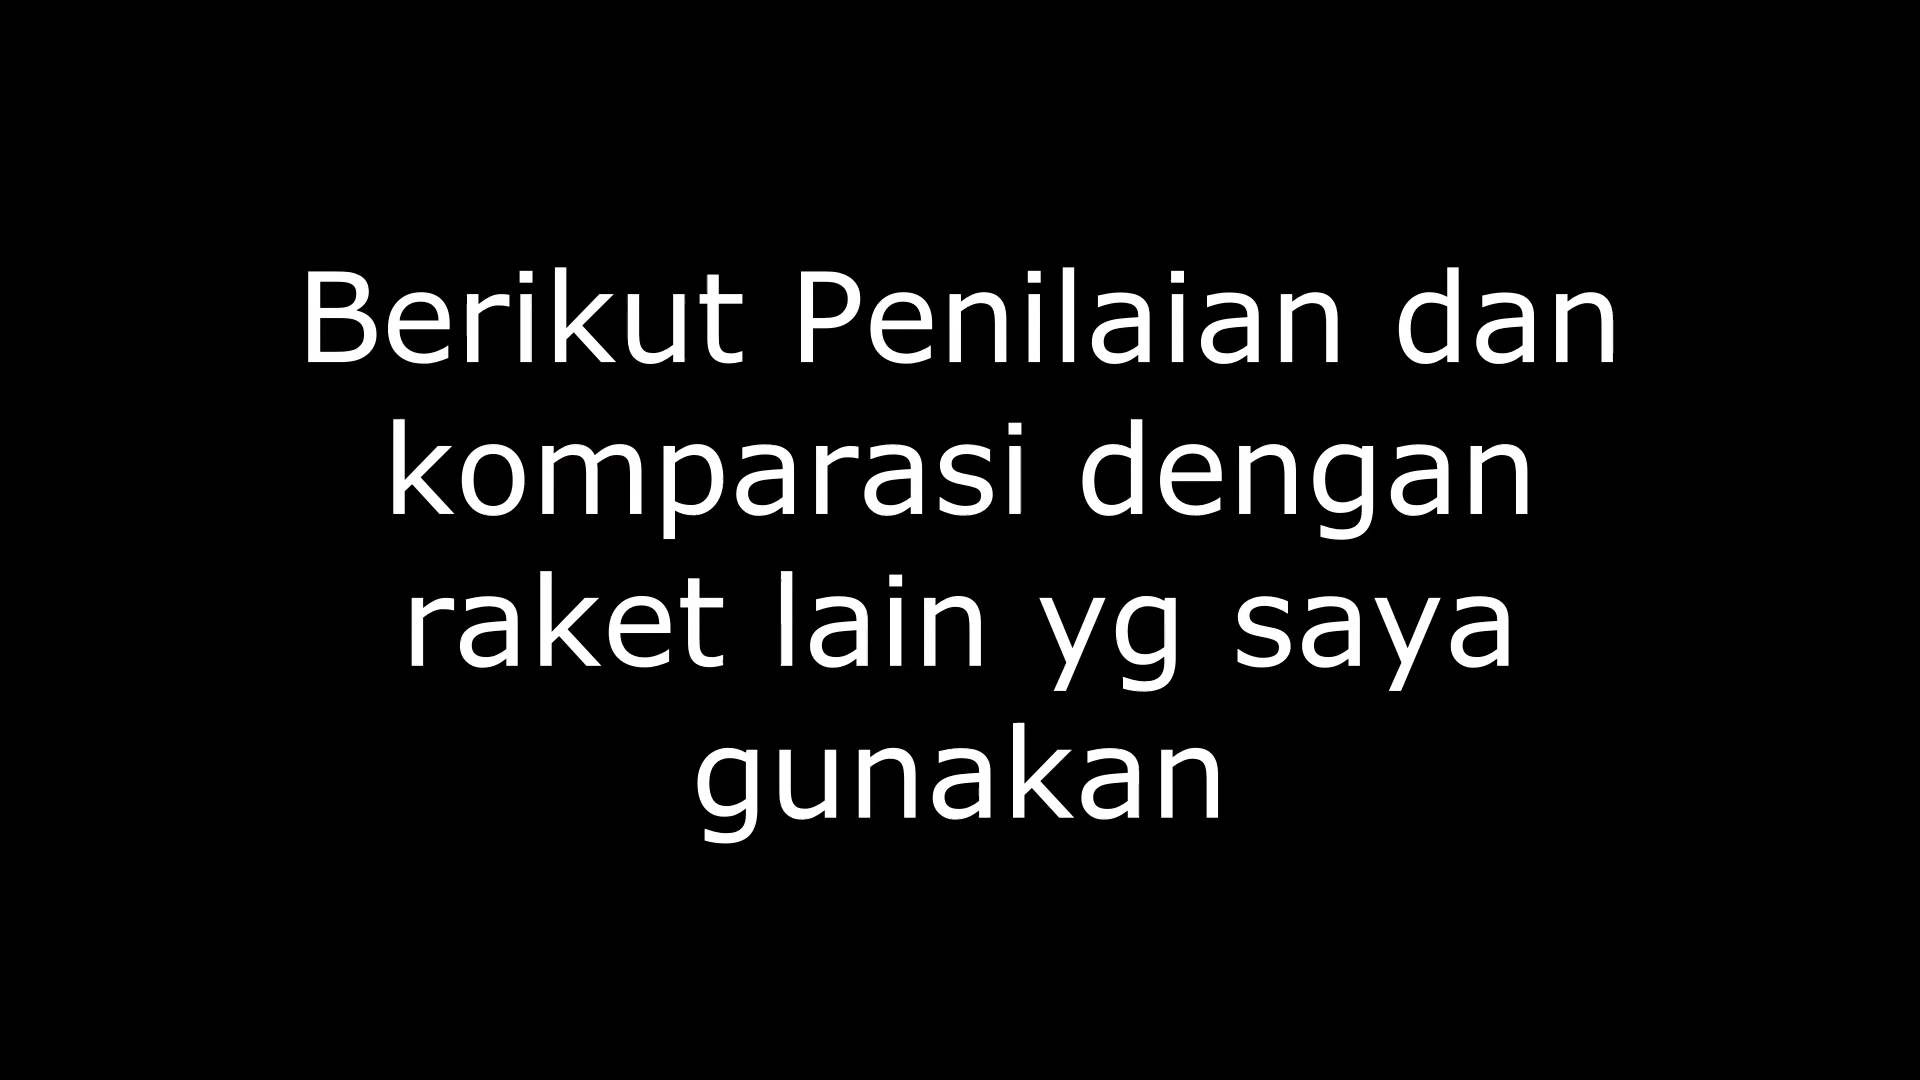 Berikut Penilaian dan
komparasi dengan
raket lain yg saya
gunakan